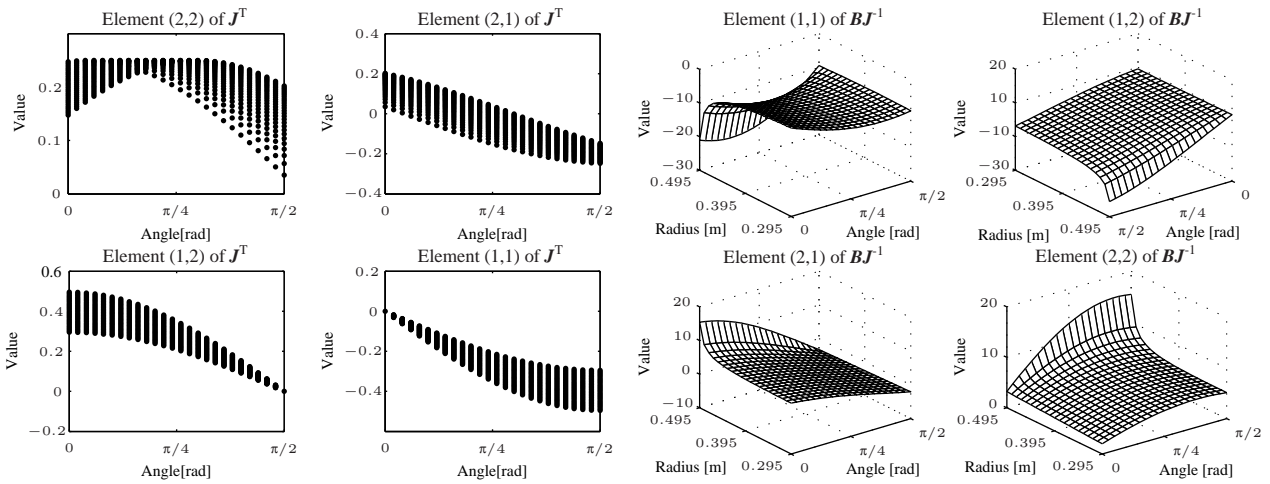 Element (2,2) of J^T
Value
0.2
0.1
0
0
π/4
π/2
Angle[rad]
Element (2,1) of J^T
Value
0.4
0.2
0
−0.2
−0.4
0
π/4
π/2
Angle[rad]
Element (1,1) of BJ^-1
Value
0
−10
−20
−30
0.495
0.395
0.295
Radius [m]
0
π/4
π/2
Angle [rad]
Element (1,2) of BJ^-1
Value
20
10
−10
−30
0.295
0.395
0.495
Radius [m]
π/2
π/4
0
Angle [rad]
Element (1,2) of J^T
Value
0.6
0.4
0.2
0
−0.2
0
π/4
π/2
Angle[rad]
Element (1,1) of J^T
Value
0.2
0
−0.2
−0.4
0
π/4
π/2
Angle[rad]
Element (2,1) of BJ^-1
Value
20
10
0
−10
0.495
0.395
0.295
Radius [m]
0
π/4
π/2
Angle [rad]
Element (2,2) of BJ^-1
Value
20
10
0
0.495
0.395
0.295
Radius [m]
0
π/4
π/2
Angle [rad]